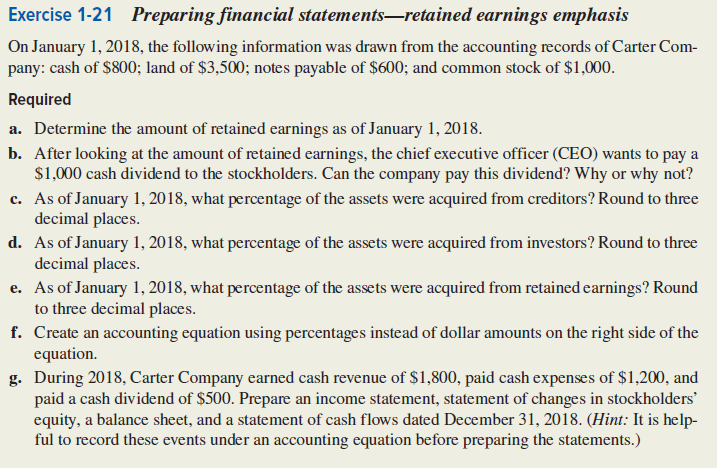 Exercise 1-21 Preparing financial statements—retained earnings emphasis
On January 1, 2018, the following information was drawn from the accounting records of Carter Com-
pany: cash of $800; land of $3,500; notes payable of $600; and common stock of $1,000.
Required
a. Determine the amount of retained earnings as of January 1, 2018.
b. After looking at the amount of retained earnings, the chief executive officer (CEO) wants to pay a
$1,000 cash dividend to the stockholders. Can the company pay this dividend? Why or why not?
c. As of January 1, 2018, what percentage of the assets were acquired from creditors? Round to three
decimal places.
d. As of January 1, 2018, what percentage of the assets were acquired from investors? Round to three
decimal places.
e. As of January 1, 2018, what percentage of the assets were acquired from retained earnings? Round
to three decimal places.
f. Create an accounting equation using percentages instead of dollar amounts on the right side of the
equation.
g. During 2018, Carter Company earned cash revenue of $1,800, paid cash expenses of $1,200, and
paid a cash dividend of $500. Prepare an income statement, statement of changes in stockholders’
equity, a balance sheet, and a statement of cash flows dated December 31, 2018. (Hint: It is help-
ful to record these events under an accounting equation before preparing the statements.)